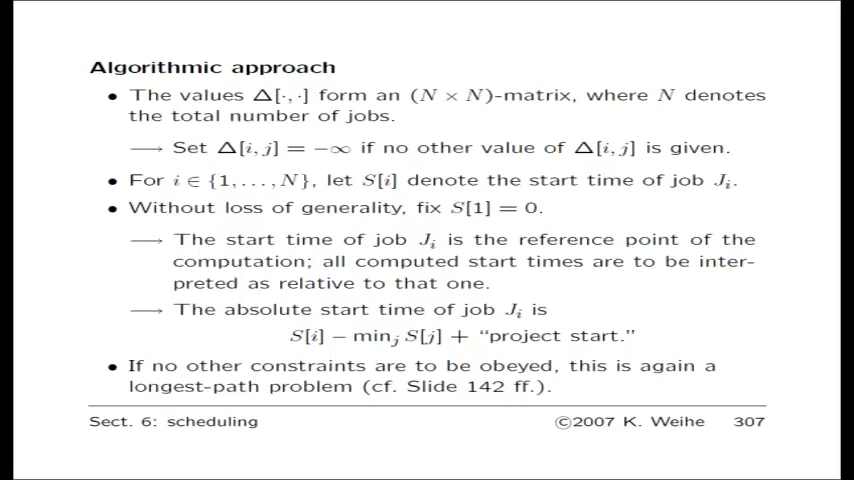 Algorithmic approach
• The values Δ[·, ·] form an (N × N)-matrix, where N denotes
the total number of jobs.
⟶ Set Δ[i, j] = −∞ if no other value of Δ[i, j] is given.
• For i ∈ {1, . . . , N}, let S[i] denote the start time of job Jᵢ.
• Without loss of generality, fix S[1] = 0.
⟶ The start time of job Jᵢ is the reference point of the
computation; all computed start times are to be inter-
preted as relative to that one.
⟶ The absolute start time of job Jᵢ is
S[i] − minⱼ S[j] + “project start.”
• If no other constraints are to be obeyed, this is again a
longest-path problem (cf. Slide 142 ff.).
Sect. 6: scheduling ©2007 K. Weihe 307